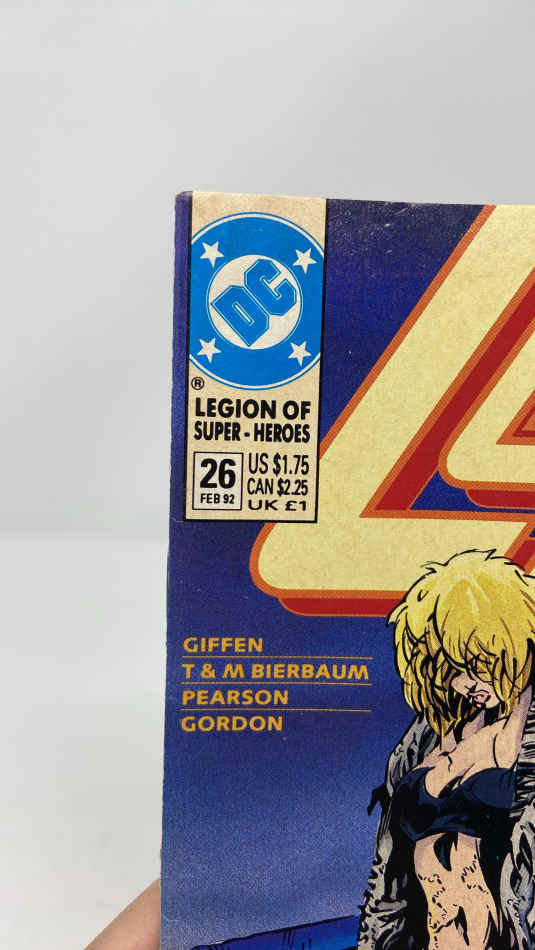 DC
®
LEGION OF
SUPER-HEROES
26
FEB 92
US $1.75
CAN $2.25
UK £1
GIFFEN
T & M BIERBAUM
PEARSON
GORDON